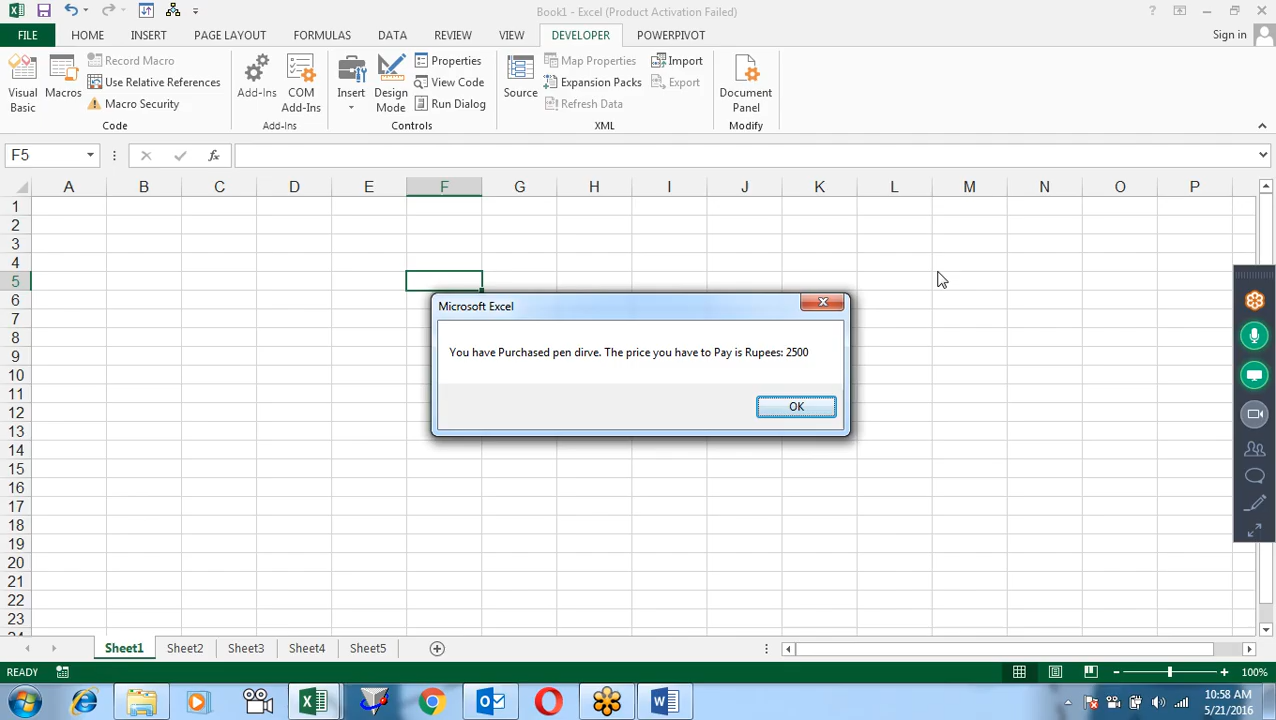 Book1 - Excel (Product Activation Failed)
FILE HOME INSERT PAGE LAYOUT FORMULAS DATA REVIEW VIEW DEVELOPER POWERPIVOT Sign in
Visual Basic
Macros
Record Macro
Use Relative References
Macro Security
Code
Add-Ins
COM Add-Ins
Add-Ins
Insert
Design Mode
Properties
View Code
Run Dialog
Controls
Source
Map Properties
Expansion Packs
Refresh Data
Import
Export
XML
Document Panel
Modify
F5 fx
A B C D E F G H I J K L M N O P
1
2
3
4
5
6
7
8
9
10
11
12
13
14
15
16
17
18
19
20
21
22
23
Microsoft Excel
You have Purchased pen dirve. The price you have to Pay is Rupees: 2500
OK
Sheet1 Sheet2 Sheet3 Sheet4 Sheet5
READY 100%
10:58 AM
5/21/2016